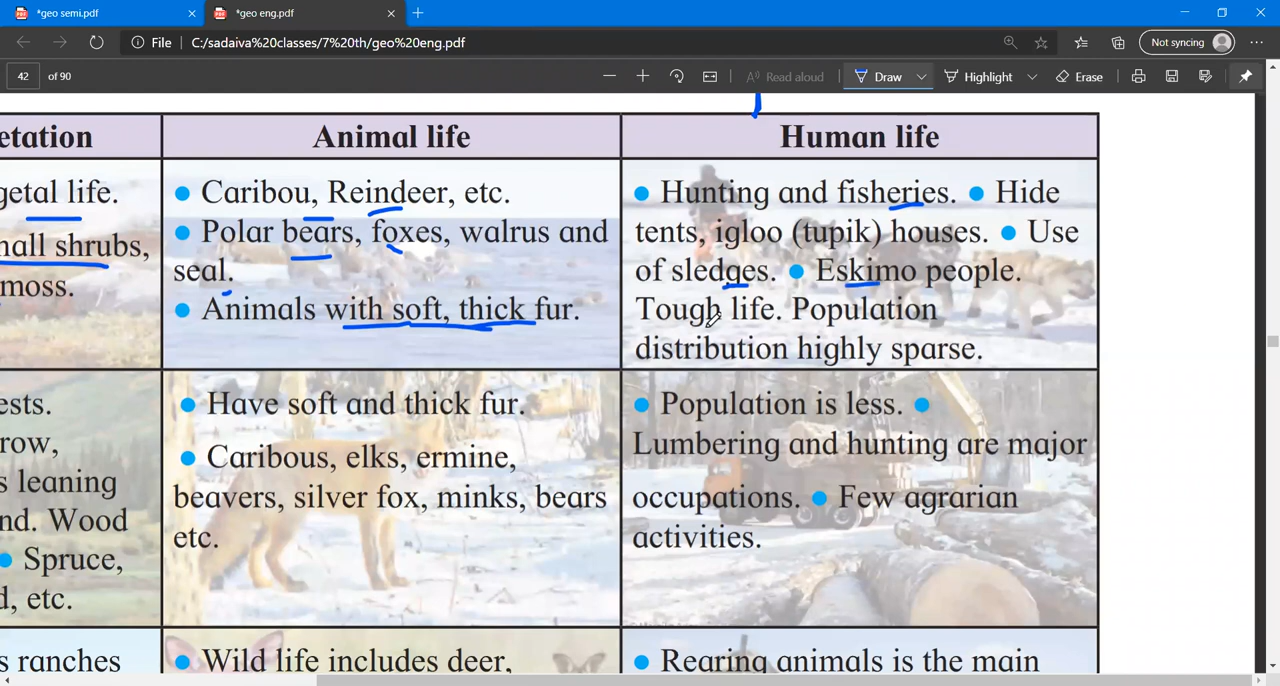 *geo semi.pdf
*geo eng.pdf
File
C:/sadaiva%20classes/7%20th/geo%20eng.pdf
Not syncing
42 of 90
Read aloud
Draw
Highlight
Erase
etation
Animal life
Human life
getal life.
nall shrubs,
moss.
• Caribou, Reindeer, etc.
• Polar bears, foxes, walrus and
seal.
• Animals with soft, thick fur.
• Hunting and fisheries. • Hide
tents, igloo (tupik) houses. • Use
of sledges. • Eskimo people.
Tough life. Population
distribution highly sparse.
ests.
row,
s leaning
nd. Wood
• Spruce,
d, etc.
• Have soft and thick fur.
• Caribous, elks, ermine,
beavers, silver fox, minks, bears
etc.
• Population is less. •
Lumbering and hunting are major
occupations. • Few agrarian
activities.
s ranches
• Wild life includes deer,
• Rearing animals is the main